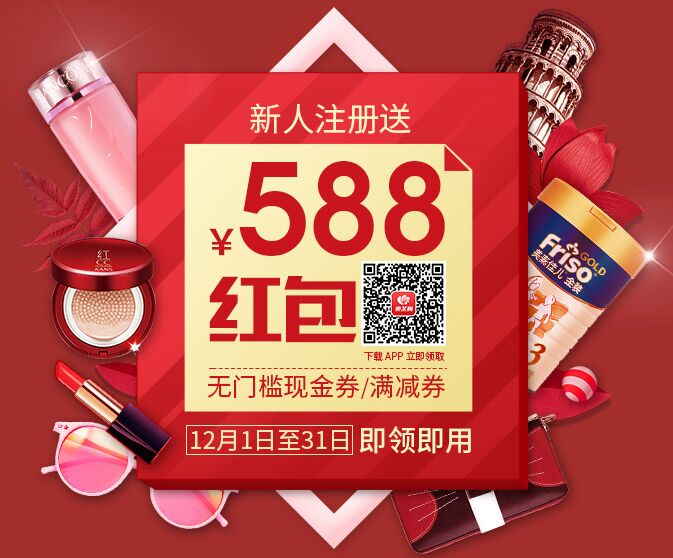 新人注册送
¥588
红包
下载 APP 立即领取
无门槛现金券/满减券
12月1日至31日 即领即用
LANCOME
红
CC
KANS
Friso
GOLD
美素佳儿 金装
3